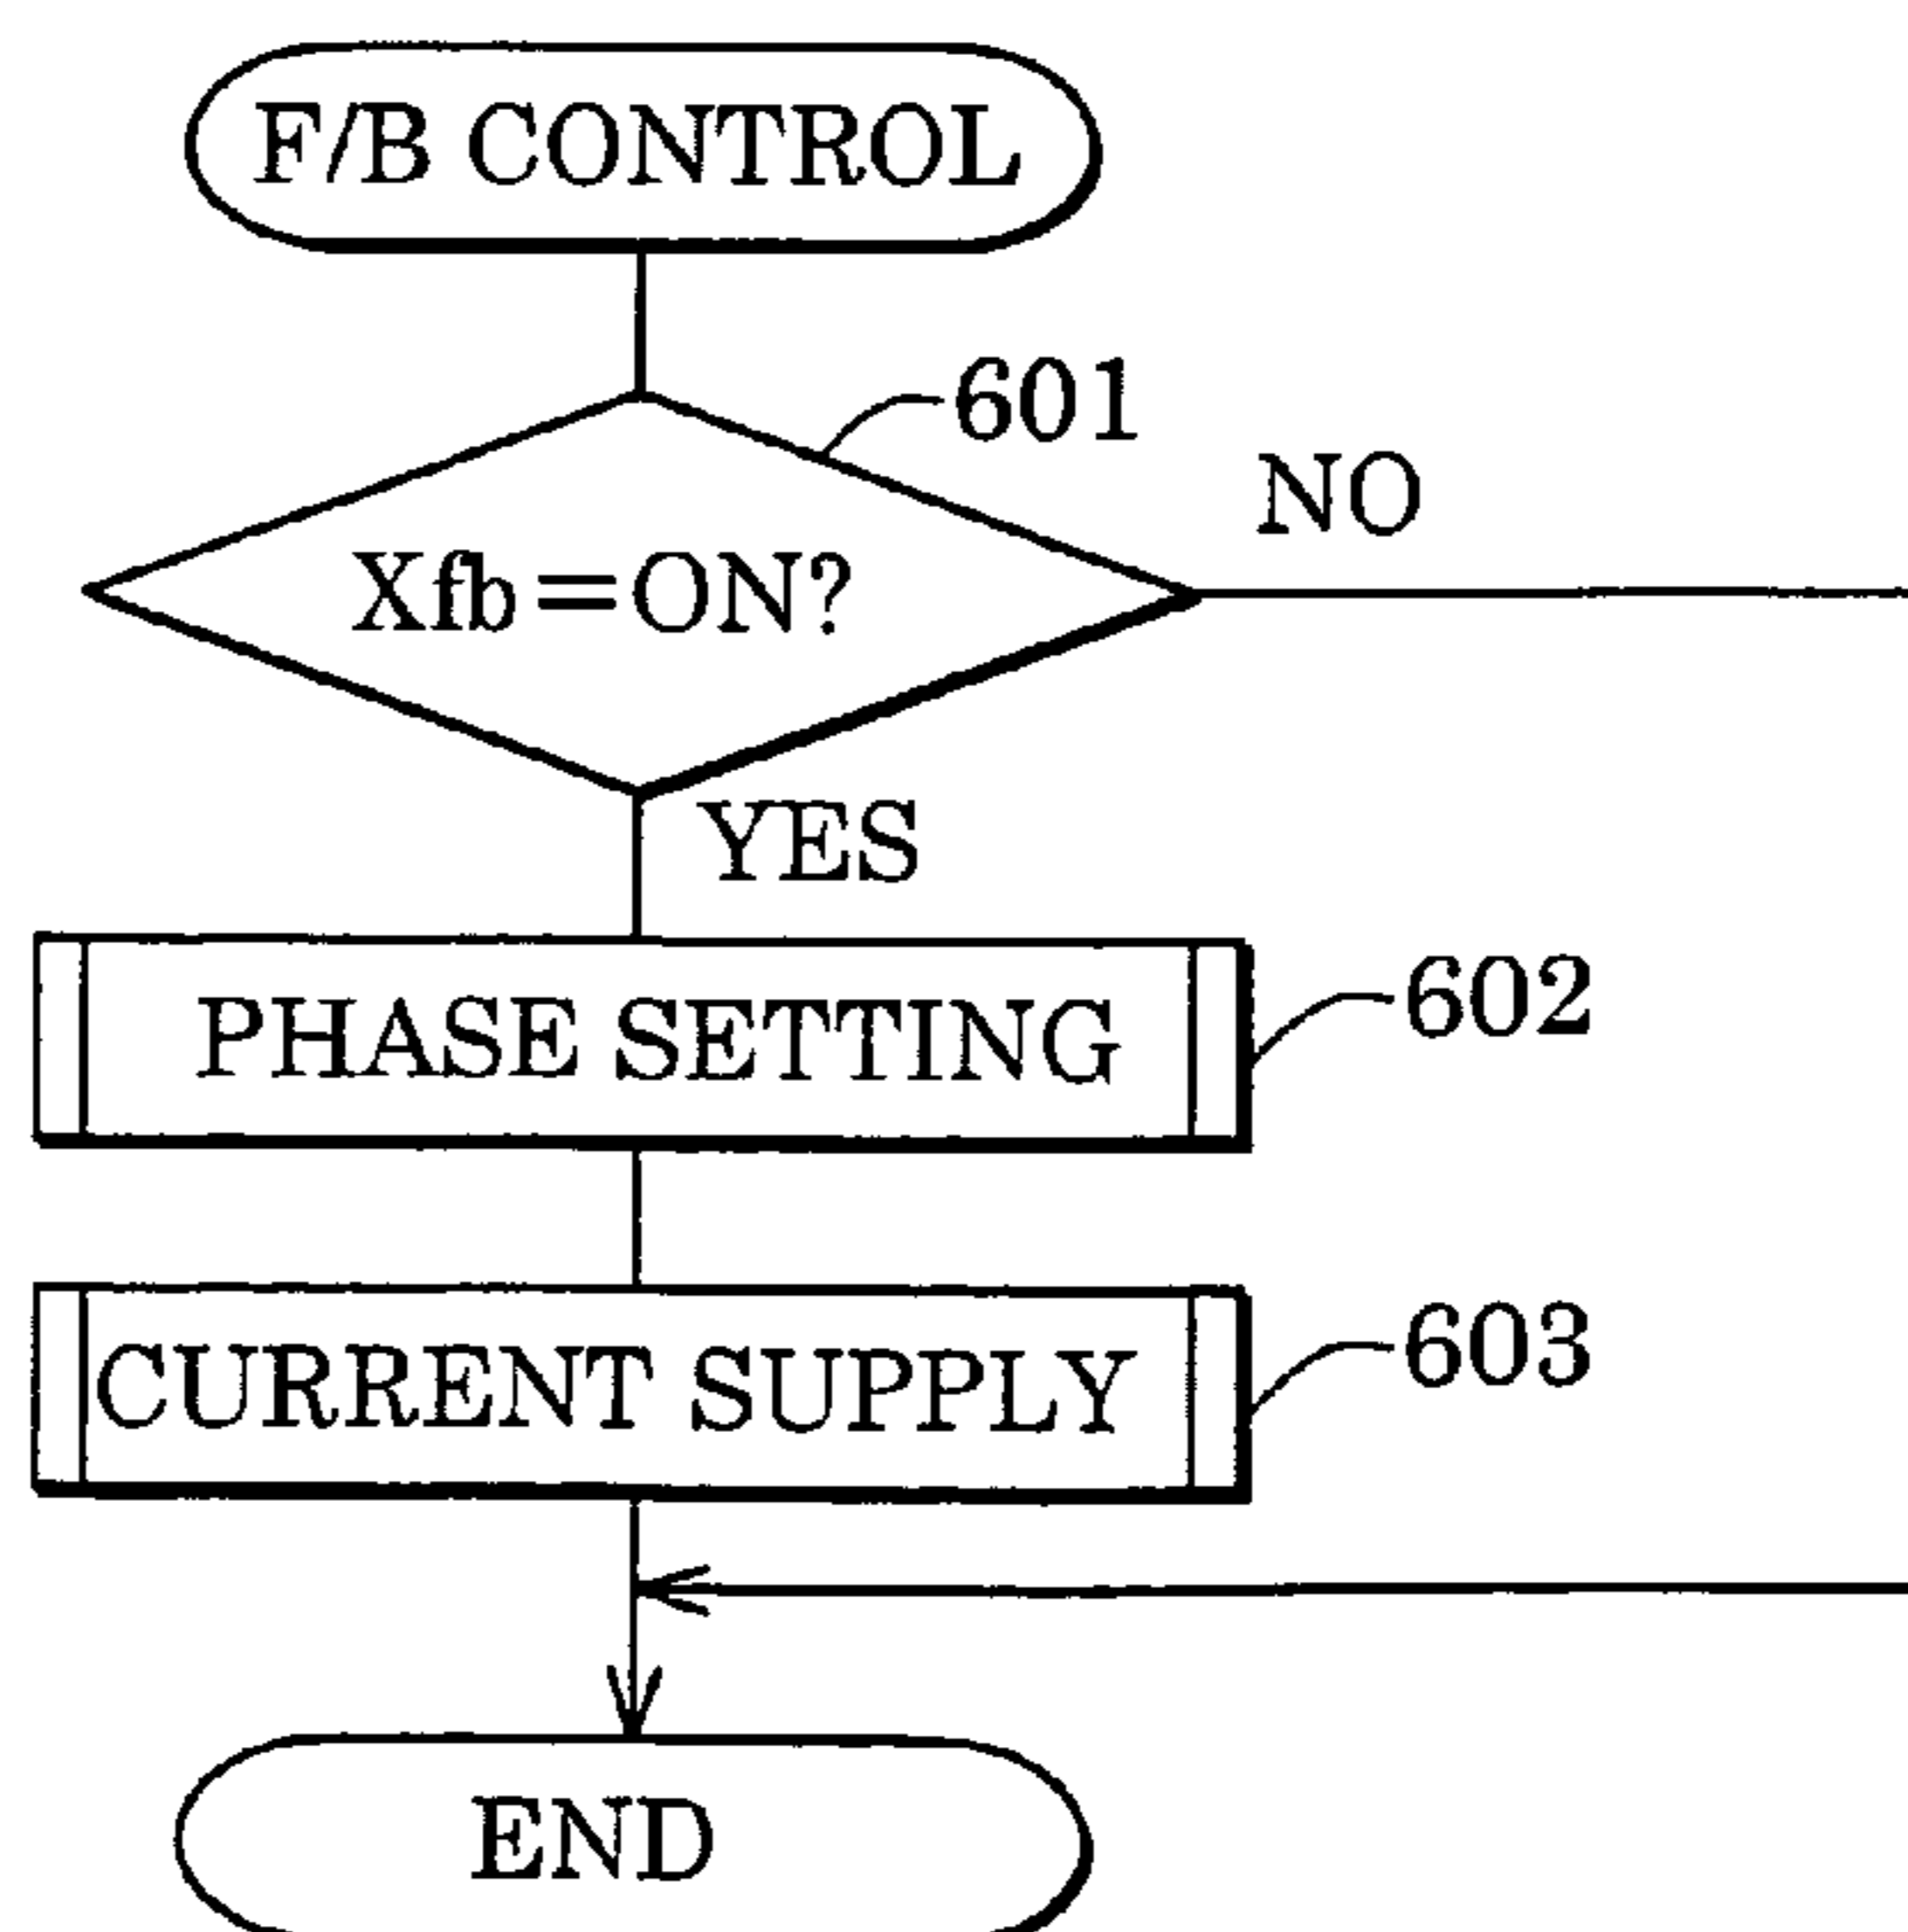 F/B CONTROL
601
NO
Xfb=ON?
YES
PHASE SETTING
602
CURRENT SUPPLY
603
END